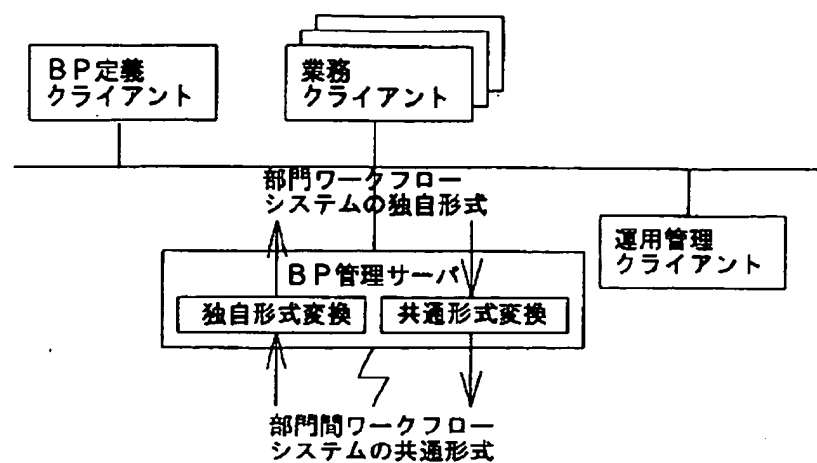 BP定義
クライアント
業務
クライアント
部門ワークフロー
システムの独自形式
運用管理
クライアント
BP管理サーバ
独自形式変換
共通形式変換
部門間ワークフロー
システムの共通形式